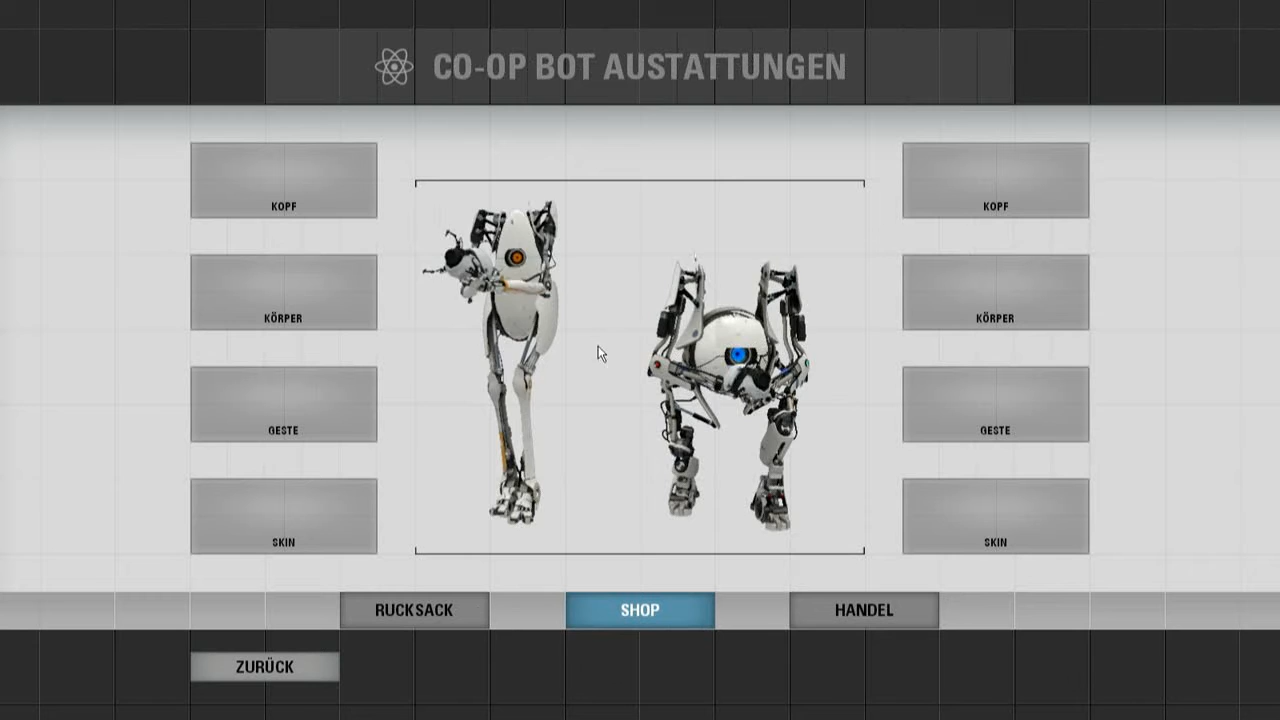 CO-OP BOT AUSTATTUNGEN
KOPF
KÖRPER
GESTE
SKIN
KOPF
KÖRPER
GESTE
SKIN
RUCKSACK
SHOP
HANDEL
ZURÜCK